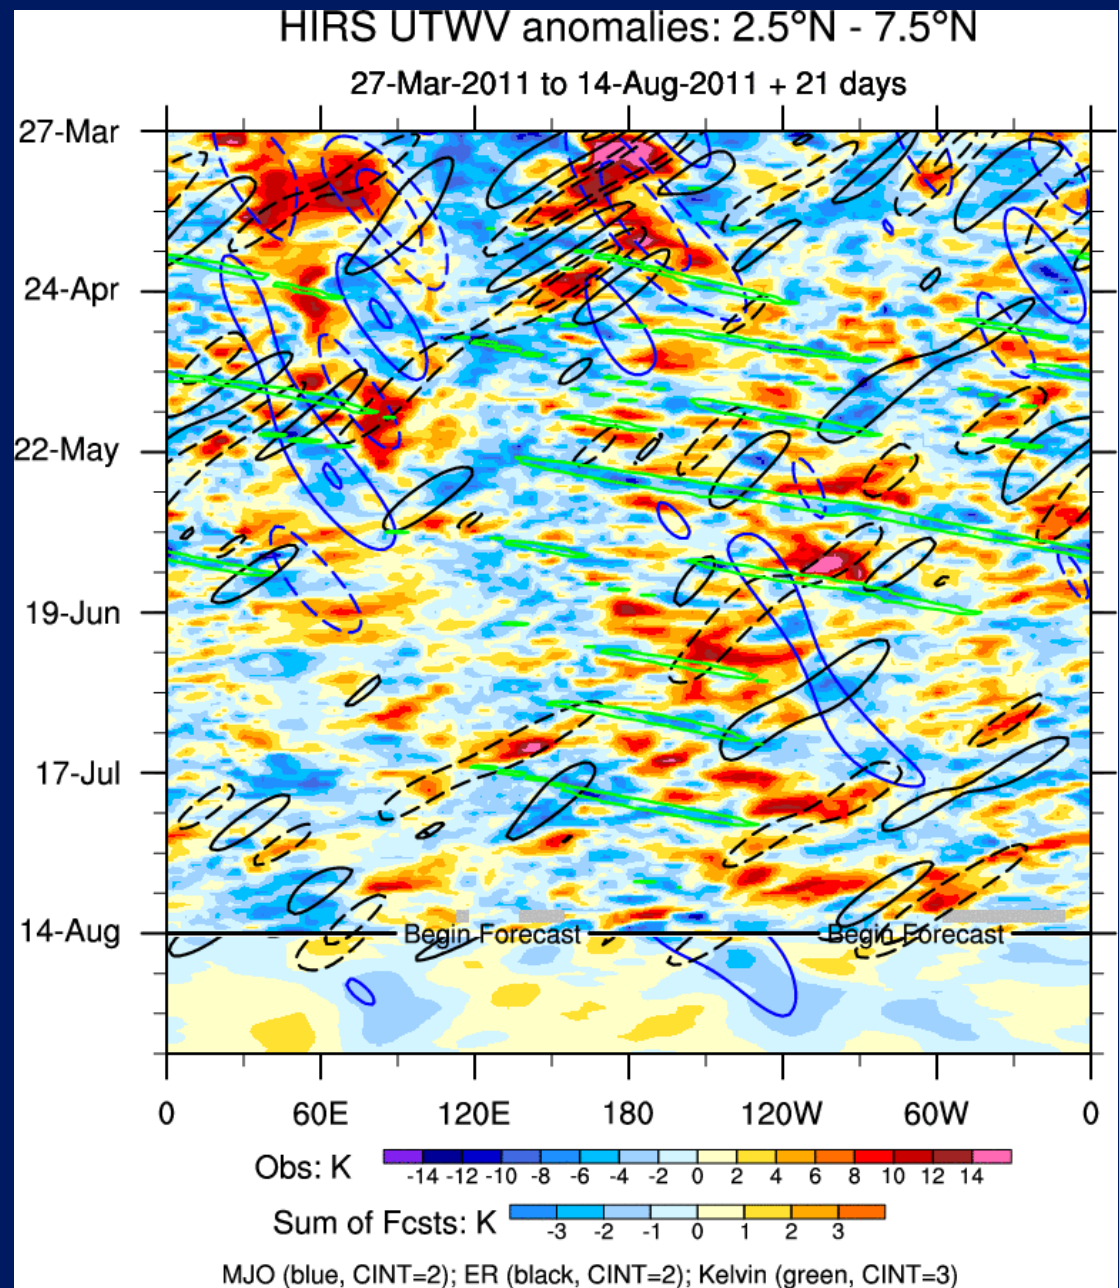 HIRS UTWV anomalies: 2.5°N - 7.5°N
27-Mar-2011 to 14-Aug-2011 + 21 days
27-Mar
24-Apr
22-May
19-Jun
17-Jul
14-Aug
Begin Forecast Begin Forecast
0 60E 120E 180 120W 60W 0
Obs: K
-14 -12 -10 -8 -6 -4 -2 0 2 4 6 8 10 12 14
Sum of Fcsts: K
-3 -2 -1 0 1 2 3
MJO (blue, CINT=2); ER (black, CINT=2); Kelvin (green, CINT=3)